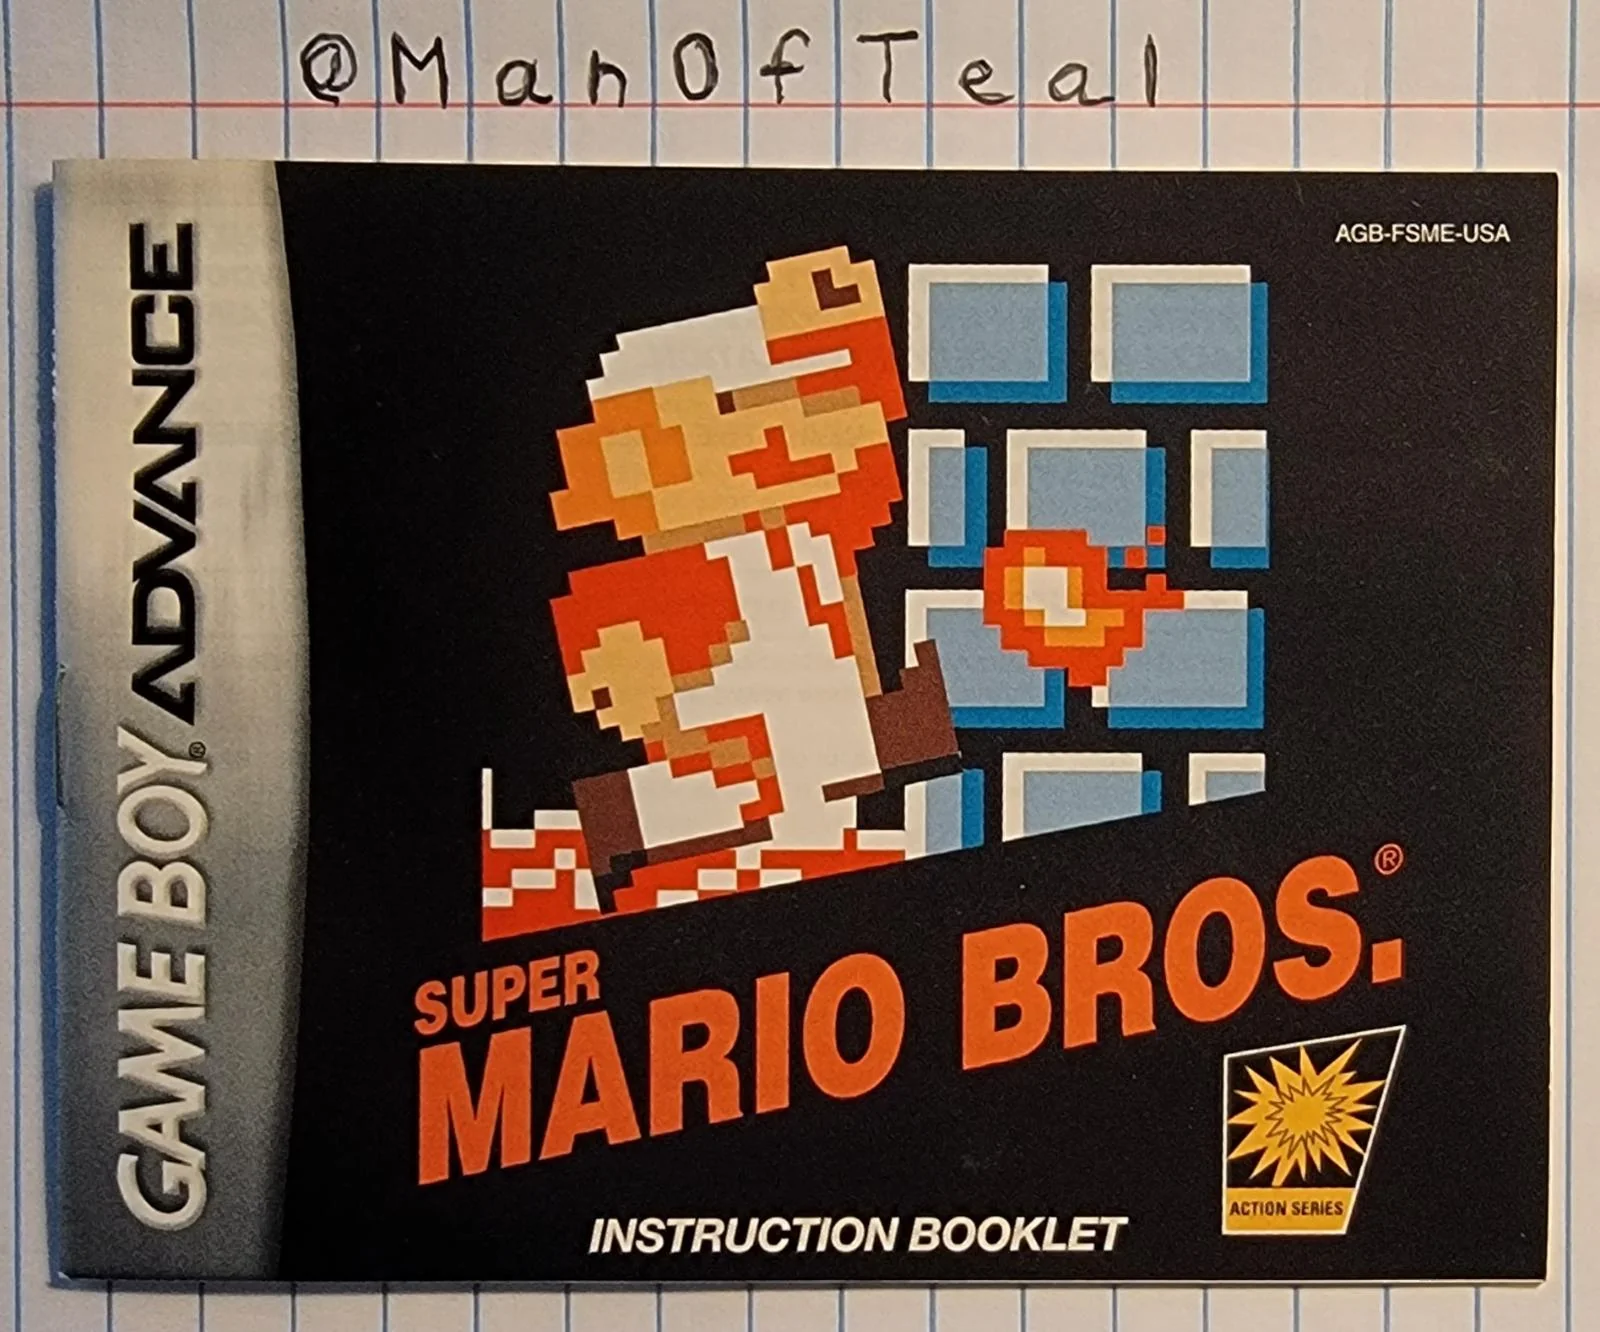 @ManOfTeal
GAME BOY ADVANCE
®
AGB-FSME-USA
SUPER
MARIO BROS.®
ACTION SERIES
INSTRUCTION BOOKLET